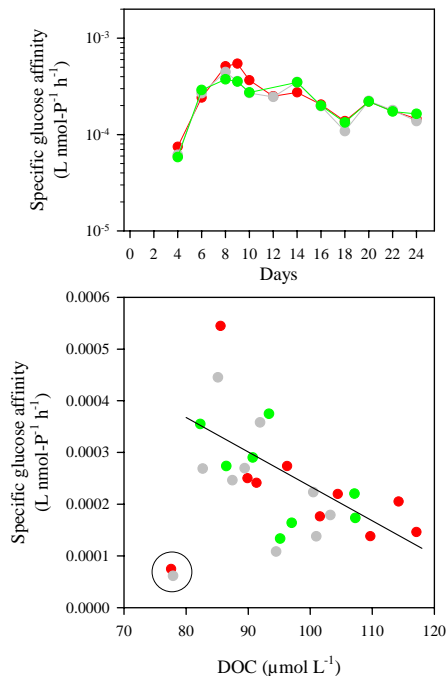 Specific glucose affinity
(L nmol-P⁻¹ h⁻¹)
10⁻³
10⁻⁴
10⁻⁵
0 2 4 6 8 10 12 14 16 18 20 22 24
Days
Specific glucose affinity
(L nmol-P⁻¹ h⁻¹)
0.0006
0.0005
0.0004
0.0003
0.0002
0.0001
0.0000
70 80 90 100 110 120
DOC (µmol L⁻¹)